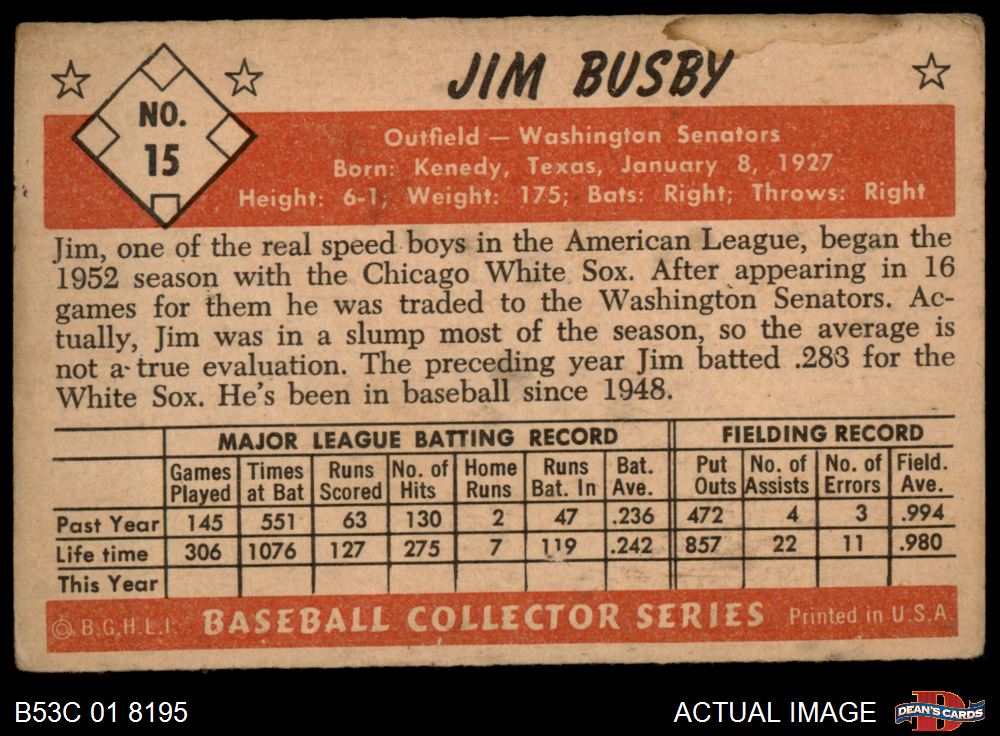 NO.
15
JIM BUSBY
Outfield — Washington Senators
Born: Kenedy, Texas, January 8, 1927
Height: 6-1; Weight: 175; Bats: Right; Throws: Right
Jim, one of the real speed boys in the American League, began the
1952 season with the Chicago White Sox. After appearing in 16
games for them he was traded to the Washington Senators. Ac-
tually, Jim was in a slump most of the season, so the average is
not a true evaluation. The preceding year Jim batted .283 for the
White Sox. He's been in baseball since 1948.
MAJOR LEAGUE BATTING RECORD FIELDING RECORD
Games Times Runs No. of Home Runs Bat. Put No. of No. of Field.
Played at Bat Scored Hits Runs Bat. In Ave. Outs Assists Errors Ave.
Past Year 145 551 63 130 2 47 .236 472 4 3 .994
Life time 306 1076 127 275 7 119 .242 857 22 11 .980
This Year
© B.G.H.L.I. BASEBALL COLLECTOR SERIES Printed in U.S.A.
B53C 01 8195 ACTUAL IMAGE DEAN'S CARDS